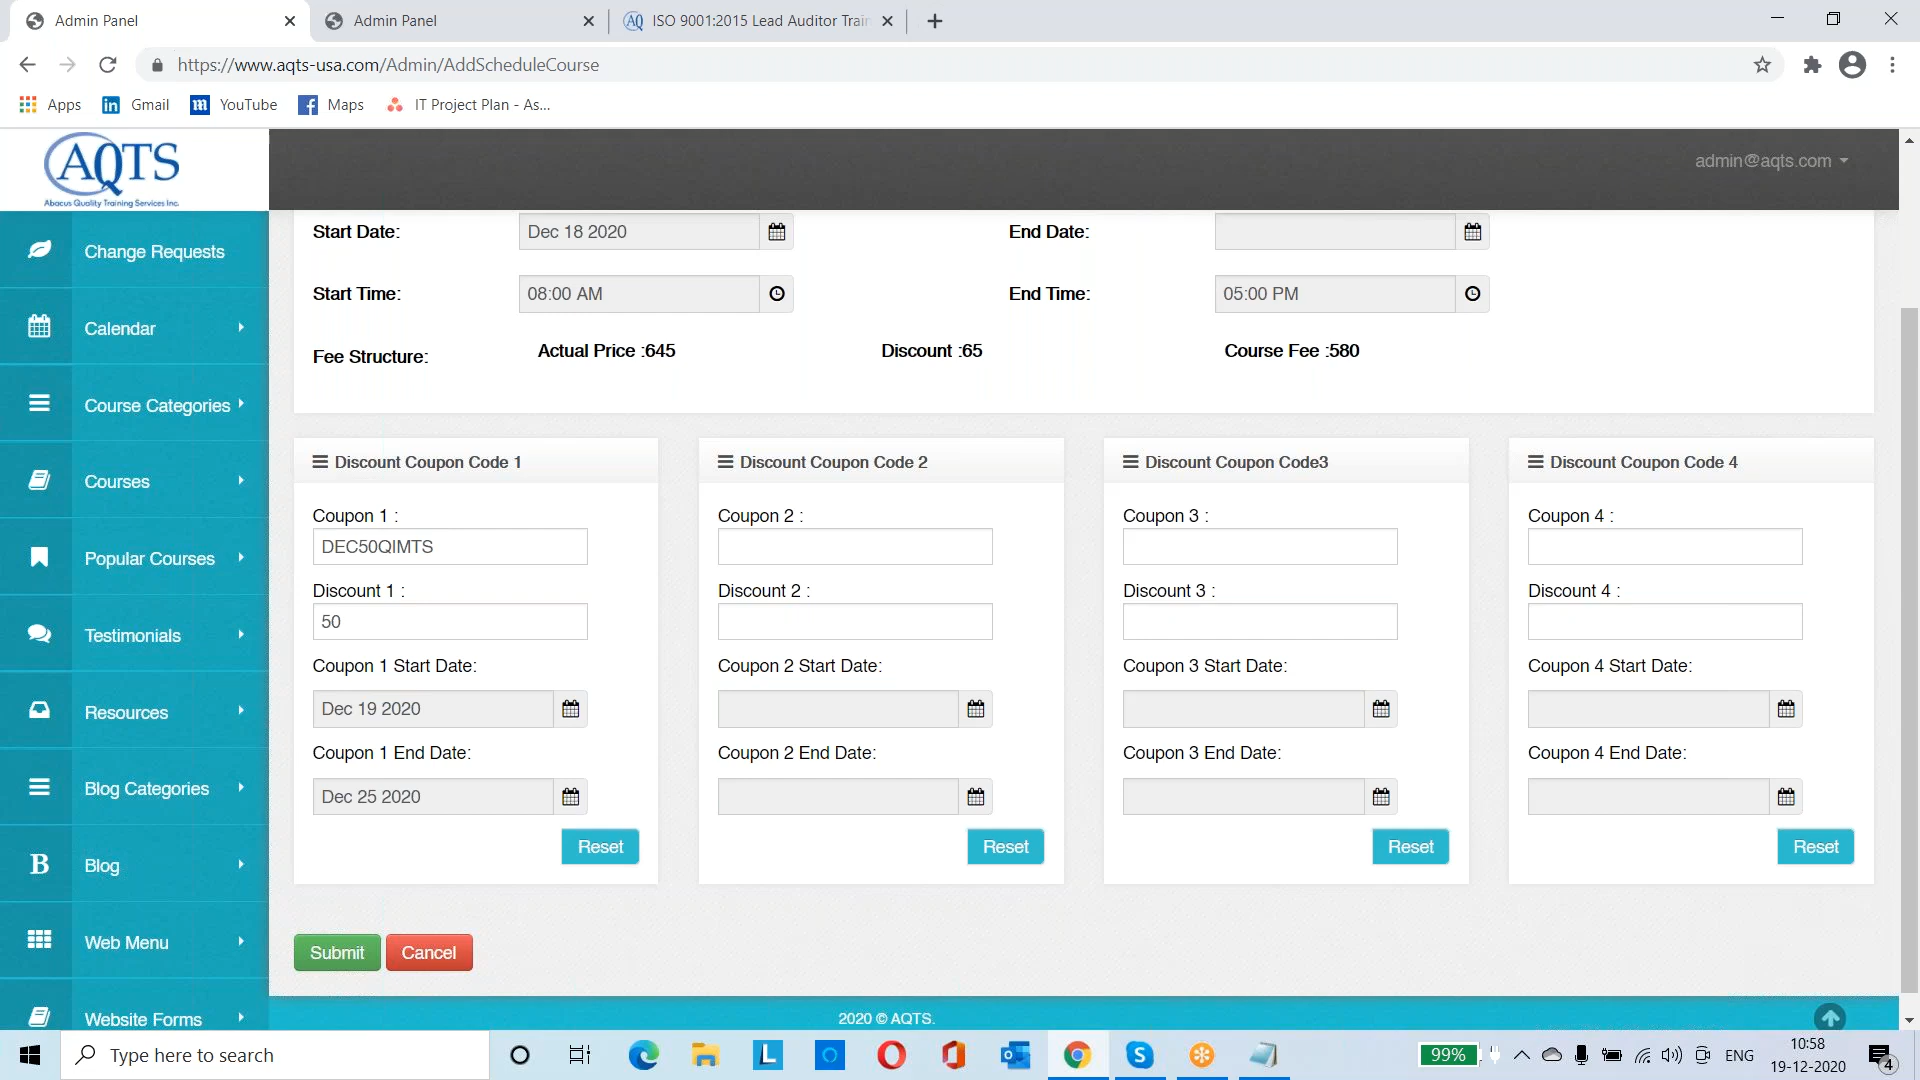 Admin Panel
Admin Panel
ISO 9001:2015 Lead Auditor Train
https://www.aqts-usa.com/Admin/AddScheduleCourse
Apps
Gmail
YouTube
Maps
IT Project Plan - As...
AQTS
Abacus Quality Training Services Inc.
admin@aqts.com
Change Requests
Calendar
Course Categories
Courses
Popular Courses
Testimonials
Resources
Blog Categories
Blog
Web Menu
Website Forms
Start Date: Dec 18 2020 End Date:
Start Time: 08:00 AM End Time: 05:00 PM
Fee Structure: Actual Price :645 Discount :65 Course Fee :580
Discount Coupon Code 1
Coupon 1 :
DEC50QIMTS
Discount 1 :
50
Coupon 1 Start Date:
Dec 19 2020
Coupon 1 End Date:
Dec 25 2020
Reset
Discount Coupon Code 2
Coupon 2 :
Discount 2 :
Coupon 2 Start Date:
Coupon 2 End Date:
Reset
Discount Coupon Code3
Coupon 3 :
Discount 3 :
Coupon 3 Start Date:
Coupon 3 End Date:
Reset
Discount Coupon Code 4
Coupon 4 :
Discount 4 :
Coupon 4 Start Date:
Coupon 4 End Date:
Reset
Submit Cancel
2020 © AQTS.
Type here to search
99%
ENG
10:58
19-12-2020
4